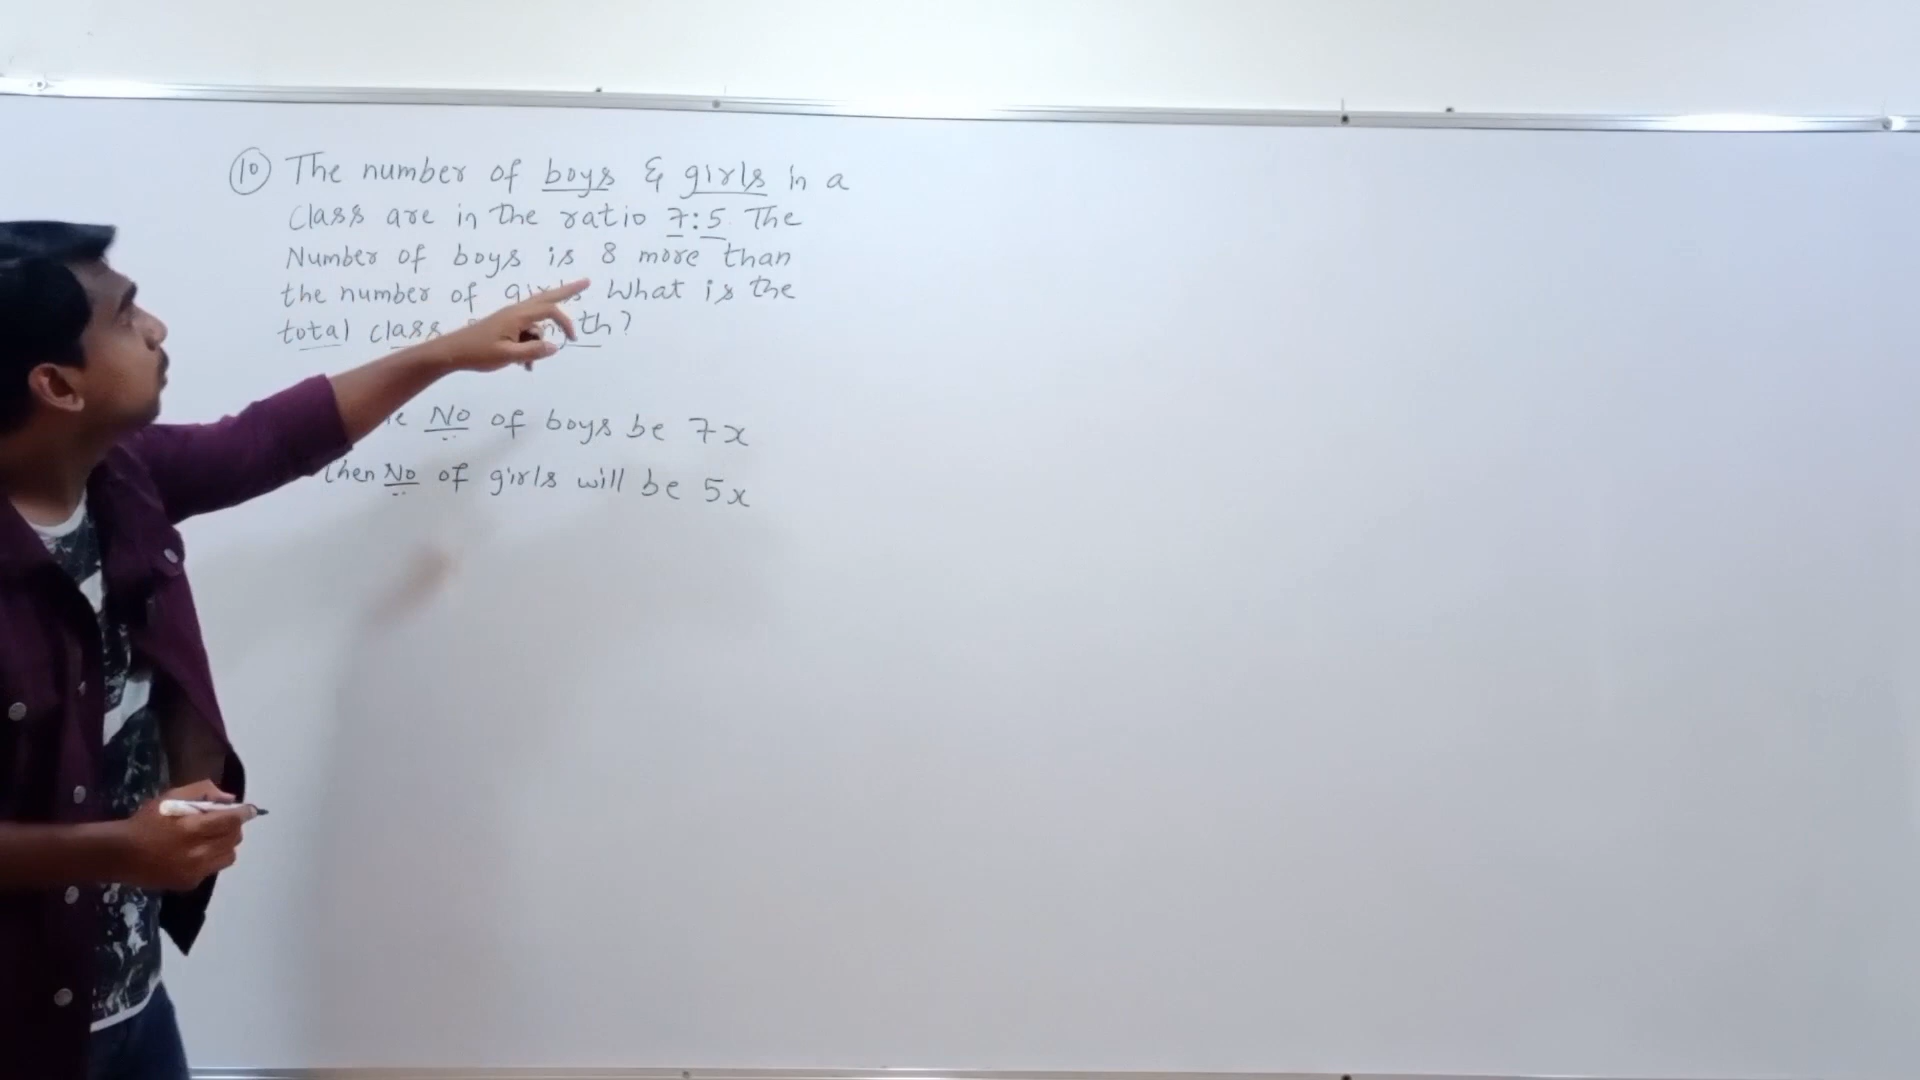 10 The number of boys & girls in a
Class are in the ratio 7:5. The
Number of boys is 8 more than
the number of girls What is the
total class th?
No of boys be 7x
then No of girls will be 5x